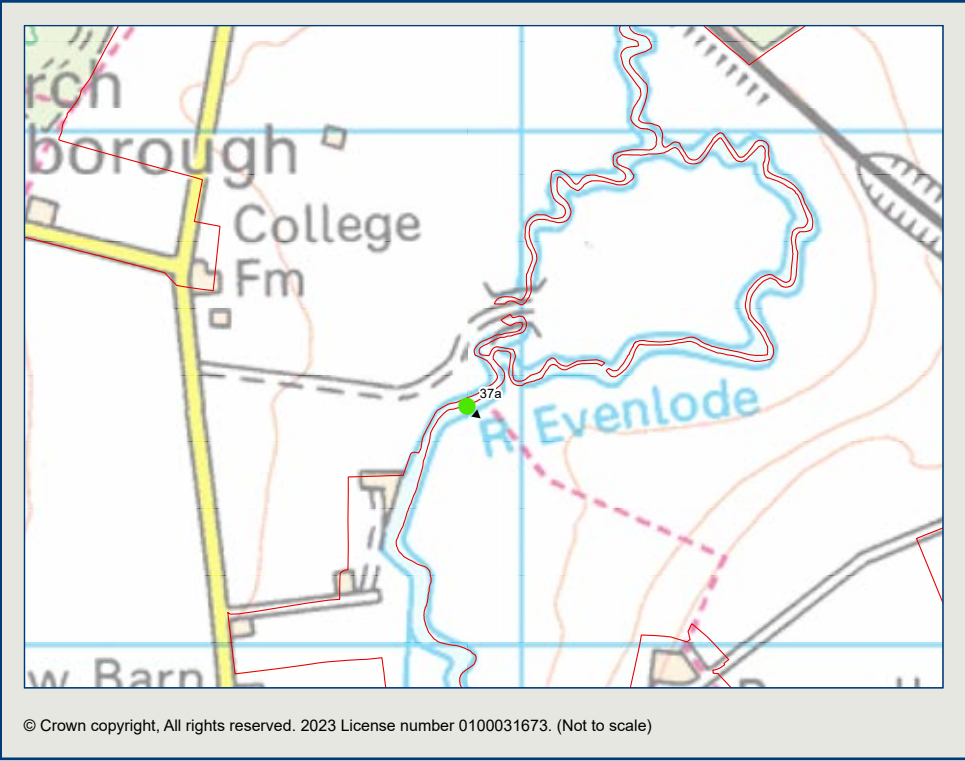 rch
borough
College
Fm
37a
R Evenlode
w Barn
© Crown copyright, All rights reserved. 2023 License number 0100031673. (Not to scale)